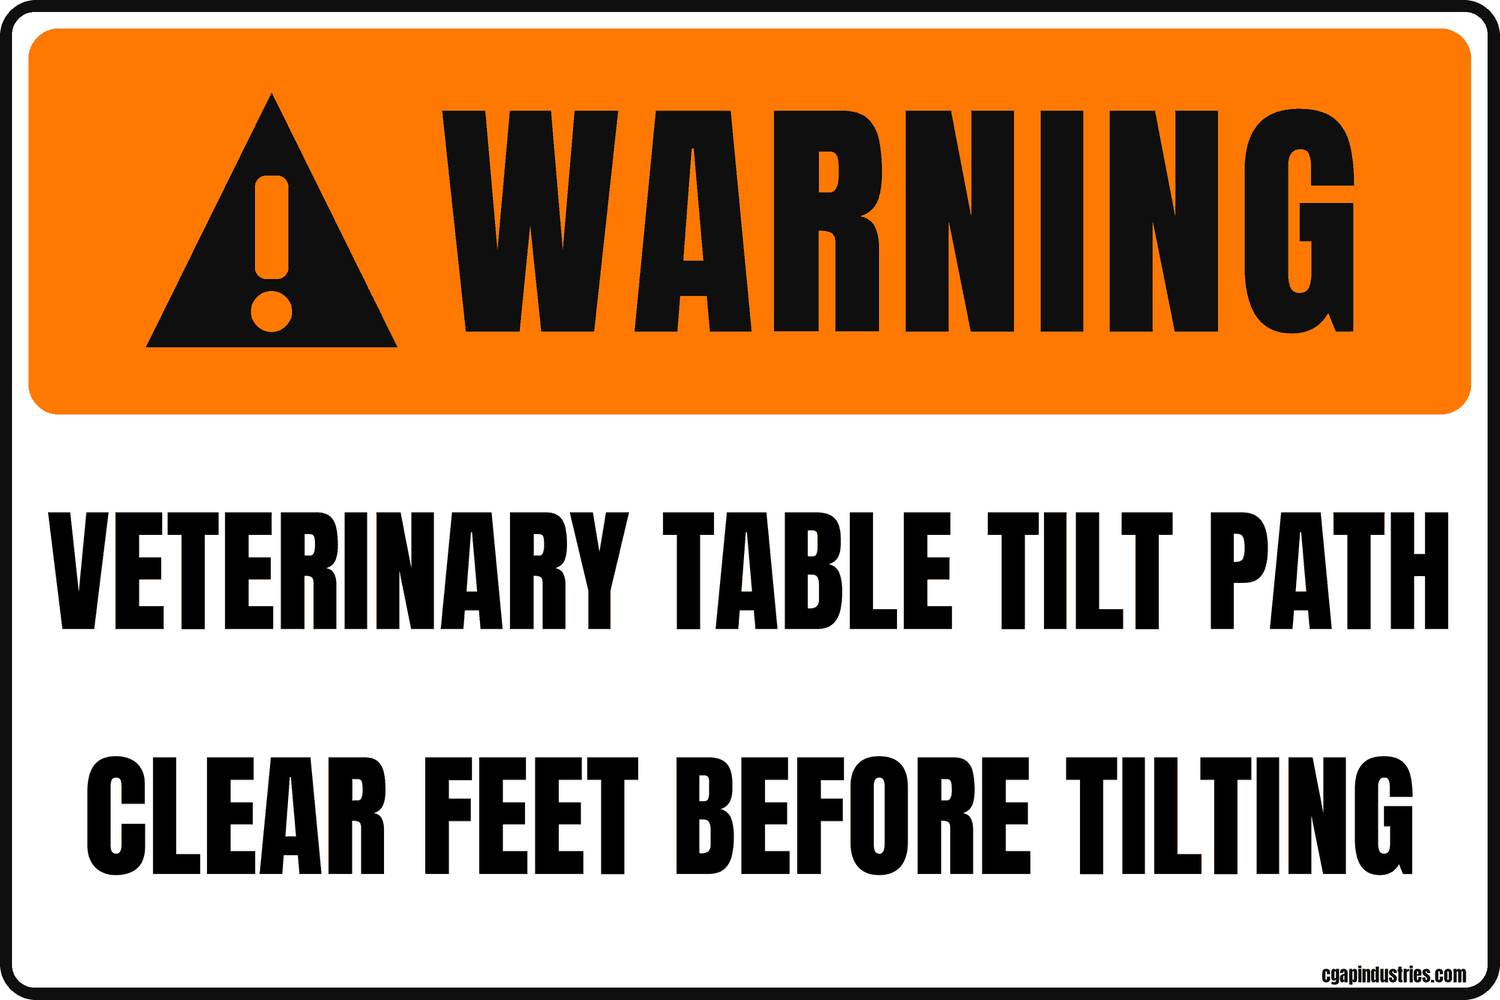 WARNING
VETERINARY TABLE TILT PATH
CLEAR FEET BEFORE TILTING
cgapindustries.com